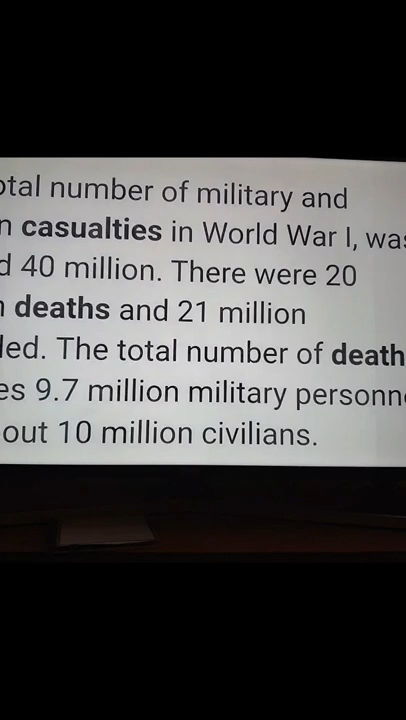 otal number of military and
n casualties in World War I, was
d 40 million. There were 20
n deaths and 21 million
led. The total number of death
es 9.7 million military personn
out 10 million civilians.